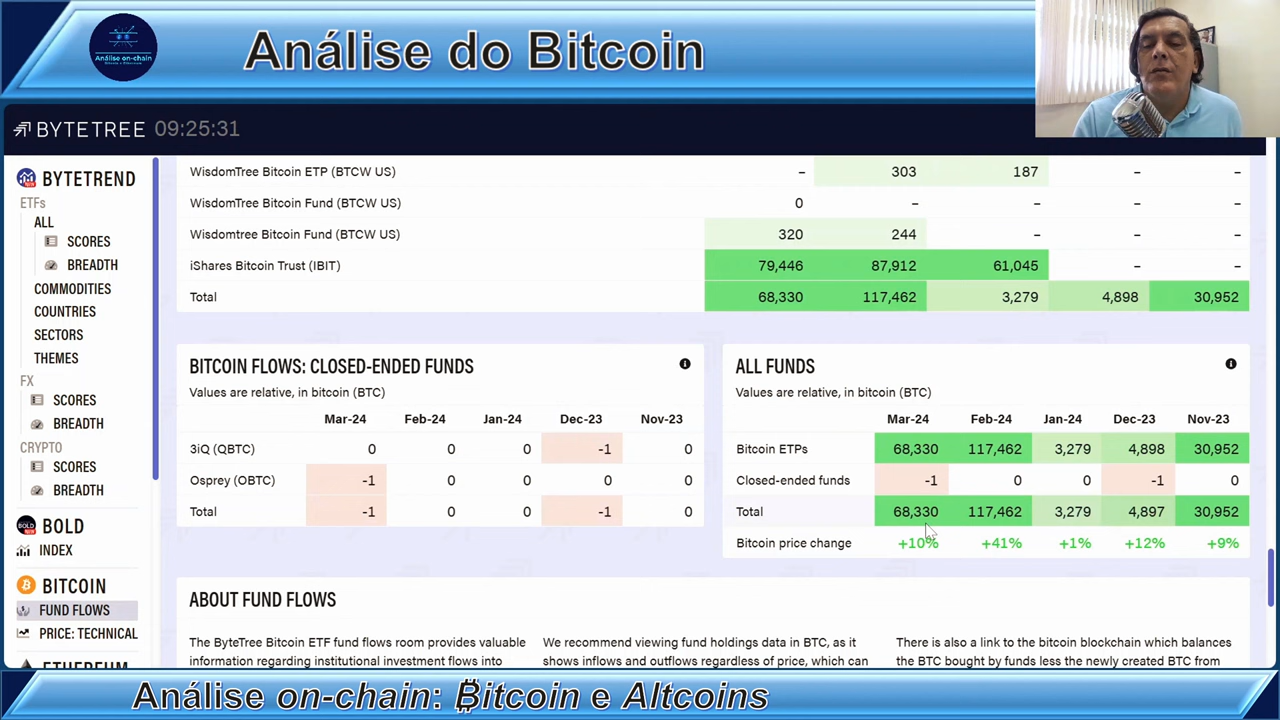 Análise on-chain
Análise do Bitcoin
BYTETREE 09:25:31
BYTETREND
ETFs
ALL
SCORES
BREADTH
COMMODITIES
COUNTRIES
SECTORS
THEMES
FX
SCORES
BREADTH
CRYPTO
SCORES
BREADTH
BOLD
INDEX
BITCOIN
FUND FLOWS
PRICE: TECHNICAL
ETHEREUM
WisdomTree Bitcoin ETP (BTCW US) – 303 187 – –
WisdomTree Bitcoin Fund (BTCW US) 0 – – – –
Wisdomtree Bitcoin Fund (BTCW US) 320 244 – – –
iShares Bitcoin Trust (IBIT) 79,446 87,912 61,045 – –
Total 68,330 117,462 3,279 4,898 30,952
BITCOIN FLOWS: CLOSED-ENDED FUNDS
Values are relative, in bitcoin (BTC)
Mar-24 Feb-24 Jan-24 Dec-23 Nov-23
3iQ (QBTC) 0 0 0 -1 0
Osprey (OBTC) -1 0 0 0 0
Total -1 0 0 -1 0
ALL FUNDS
Values are relative, in bitcoin (BTC)
Mar-24 Feb-24 Jan-24 Dec-23 Nov-23
Bitcoin ETPs 68,330 117,462 3,279 4,898 30,952
Closed-ended funds -1 0 0 -1 0
Total 68,330 117,462 3,279 4,897 30,952
Bitcoin price change +10% +41% +1% +12% +9%
ABOUT FUND FLOWS
The ByteTree Bitcoin ETF fund flows room provides valuable
information regarding institutional investment flows into
We recommend viewing fund holdings data in BTC, as it
shows inflows and outflows regardless of price, which can
There is also a link to the bitcoin blockchain which balances
the BTC bought by funds less the newly created BTC from
Análise on-chain: ₿itcoin e Altcoins